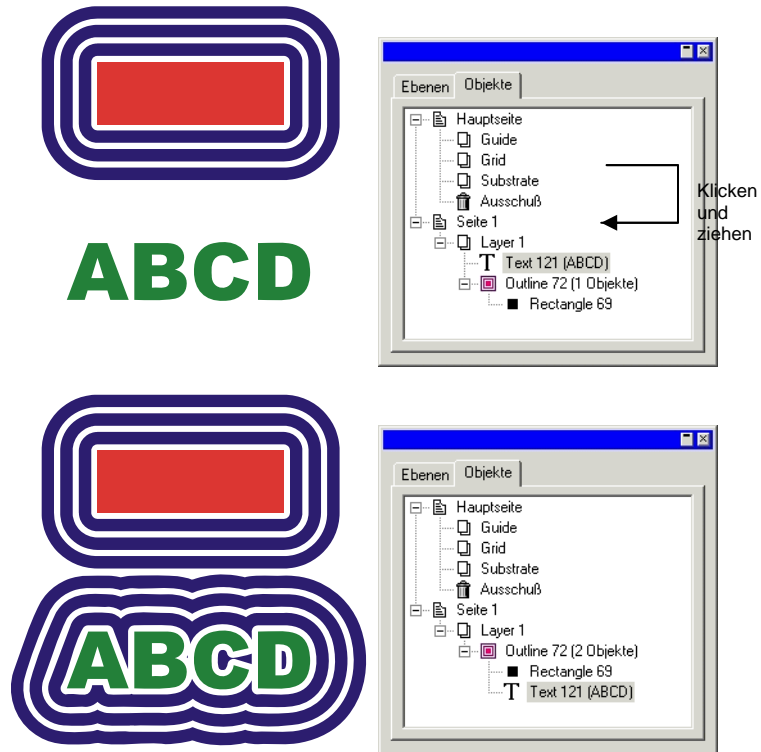 Ebenen Objekte
Hauptseite
Guide
Grid
Substrate
Ausschuß
Seite 1
Layer 1
Text 121 (ABCD)
Outline 72 (1 Objekte)
Rectangle 69
Klicken
und
ziehen
ABCD
Ebenen Objekte
Hauptseite
Guide
Grid
Substrate
Ausschuß
Seite 1
Layer 1
Outline 72 (2 Objekte)
Rectangle 69
Text 121 (ABCD)
ABCD